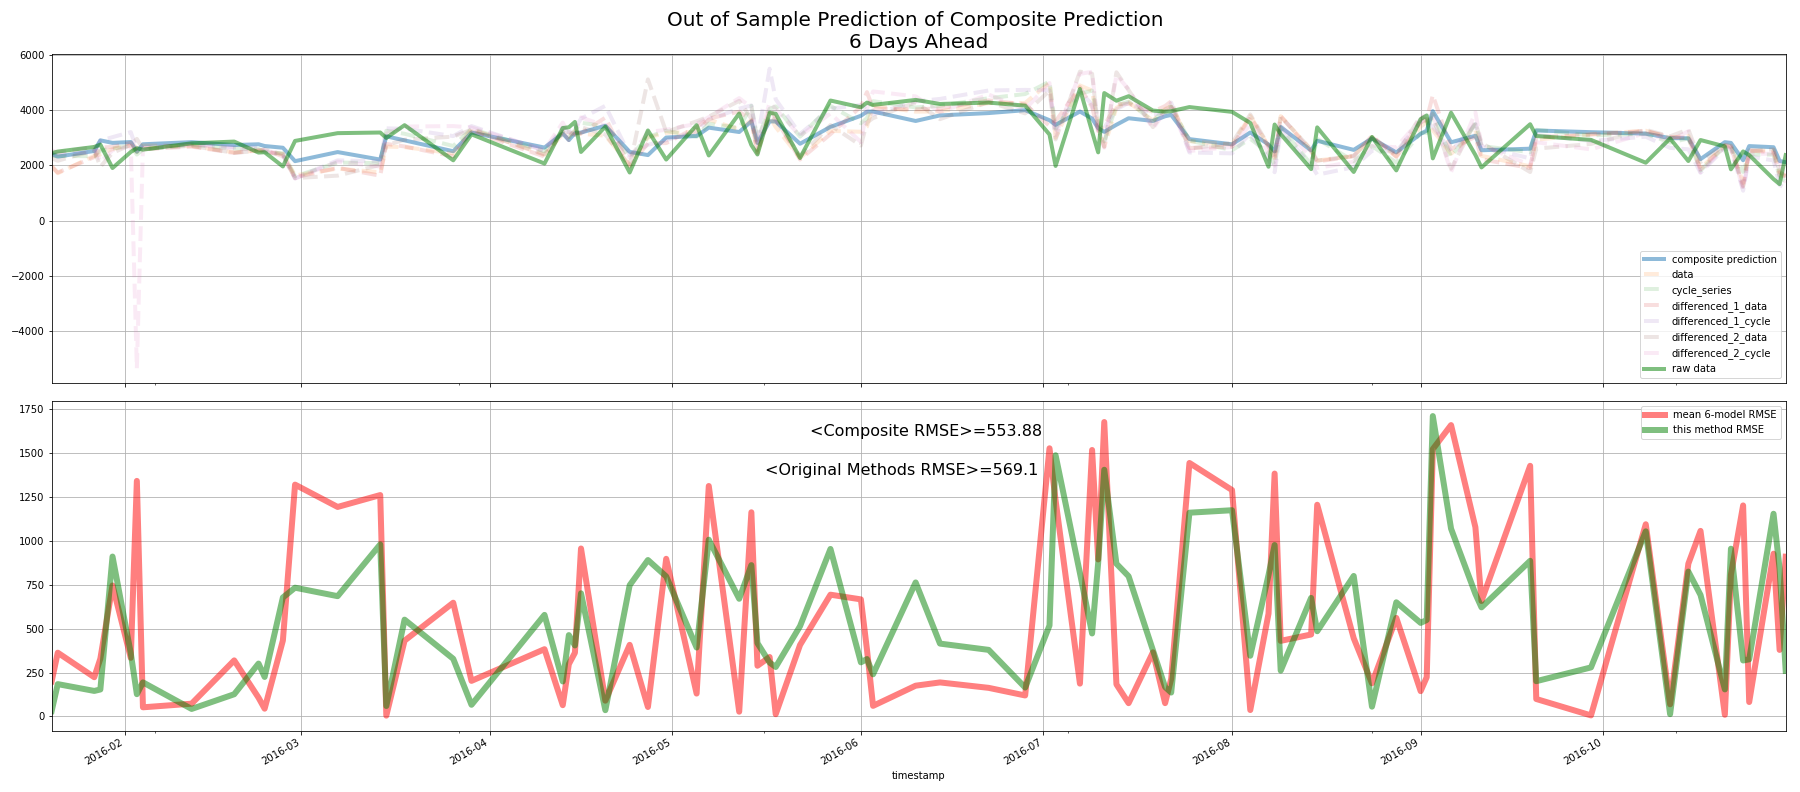 Out of Sample Prediction of Composite Prediction
6 Days Ahead
6000
4000
2000
0
−2000
−4000
composite prediction
data
cycle_series
differenced_1_data
differenced_1_cycle
differenced_2_data
differenced_2_cycle
raw data
1750
1500
1250
1000
750
500
250
0
<Composite RMSE>=553.88
<Original Methods RMSE>=569.1
mean 6-model RMSE
this method RMSE
2016-02
2016-03
2016-04
2016-05
2016-06
2016-07
2016-08
2016-09
2016-10
timestamp